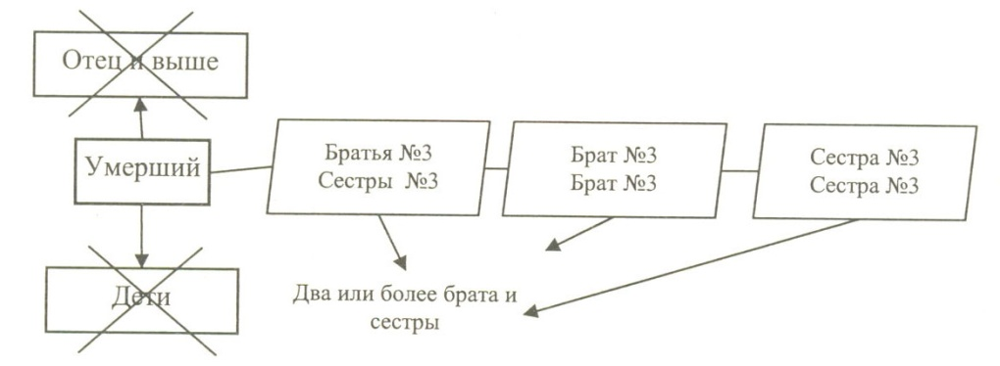 Отец и выше
Умерший
Братья №3
Сестры №3
Брат №3
Брат №3
Сестра №3
Сестра №3
Дети
Два или более брата и
сестры